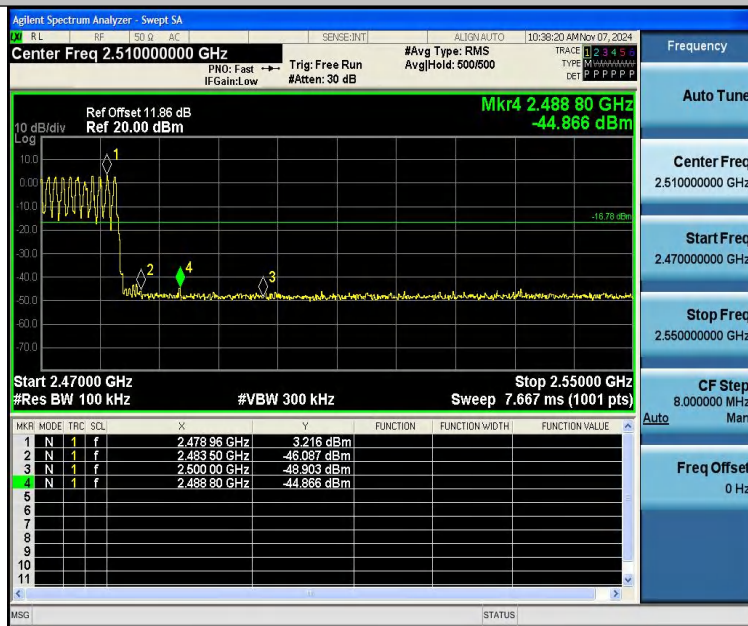 Agilent Spectrum Analyzer - Swept SA
LXI RL RF 50 Ω AC SENSE:INT ALIGN AUTO 10:38:20 AM Nov 07, 2024
Center Freq 2.510000000 GHz
PNO: Fast
IFGain:Low
Trig: Free Run
#Atten: 30 dB
#Avg Type: RMS
Avg|Hold: 500/500
TRACE 1 2 3 4 5 6
TYPE M
DET P P P P P P
Mkr4 2.488 80 GHz
-44.866 dBm
Ref Offset 11.86 dB
10 dB/div Ref 20.00 dBm
Log
10.0
0.00
-10.0
-20.0
-30.0
-40.0
-50.0
-60.0
-70.0
1
2
4
3
-16.78 dBm
Start 2.47000 GHz Stop 2.55000 GHz
#Res BW 100 kHz #VBW 300 kHz Sweep 7.667 ms (1001 pts)
MKR MODE TRC SCL X Y FUNCTION FUNCTION WIDTH FUNCTION VALUE
1 N 1 f 2.478 96 GHz 3.216 dBm
2 N 1 f 2.483 50 GHz -46.087 dBm
3 N 1 f 2.500 00 GHz -48.903 dBm
4 N 1 f 2.488 80 GHz -44.866 dBm
5
6
7
8
9
10
11
MSG STATUS
Frequency
Auto Tune
Center Freq
2.510000000 GHz
Start Freq
2.470000000 GHz
Stop Freq
2.550000000 GHz
CF Step
8.000000 MHz
Auto Man
Freq Offset
0 Hz